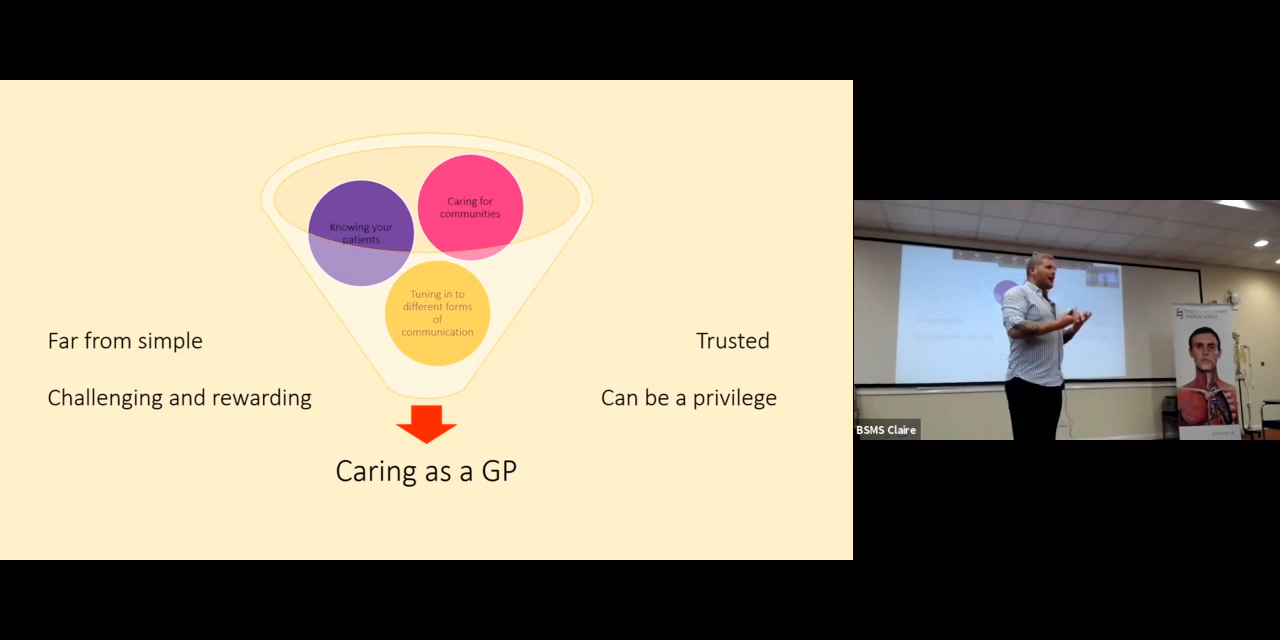 Caring for
communities
Knowing your
patients
Tuning in to
different forms
of
communication
Far from simple
Challenging and rewarding
Trusted
Can be a privilege
Caring as a GP
BSMS Claire